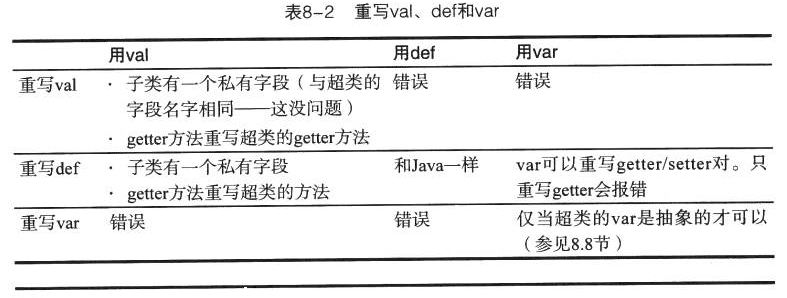 表8-2 重写val、def和var
用val 用def 用var
重写val · 子类有一个私有字段（与超类的 错误 错误
字段名字相同——这没问题）
· getter方法重写超类的getter方法
重写def · 子类有一个私有字段 和Java一样 var可以重写getter/setter对。只
· getter方法重写超类的方法 重写getter会报错
重写var 错误 错误 仅当超类的var是抽象的才可以
（参见8.8节）